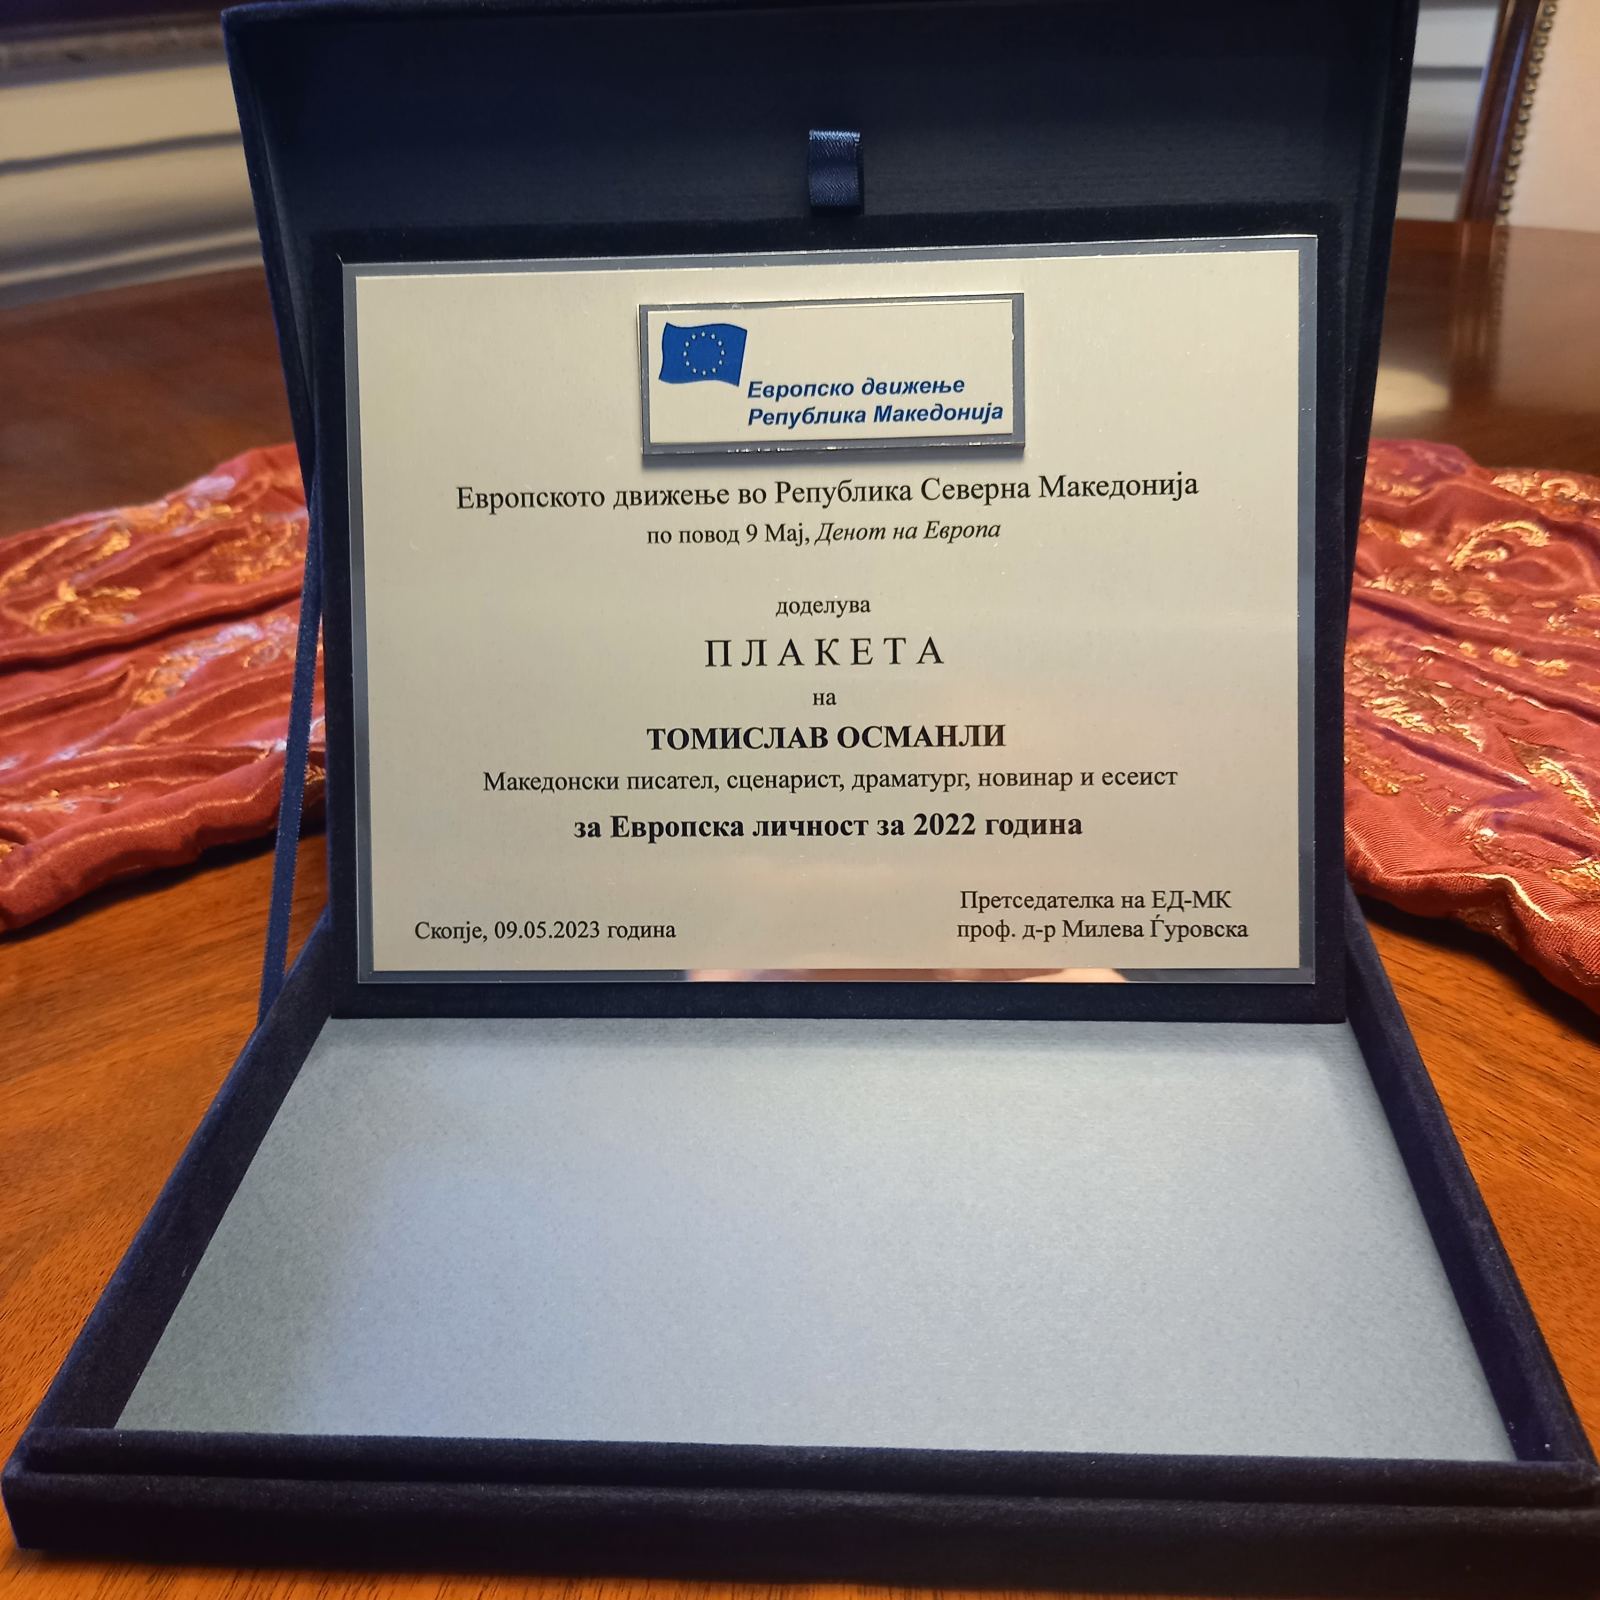 Европско движење
Република Македонија
Европското движење во Република Северна Македонија
по повод 9 Мај, Денот на Европа
доделува
ПЛАКЕТА
на
ТОМИСЛАВ ОСМАНЛИ
Македонски писател, сценарист, драматург, новинар и есеист
за Европска личност за 2022 година
Скопје, 09.05.2023 година
Претседателка на ЕД-МК
проф. д-р Милева Ѓуровска